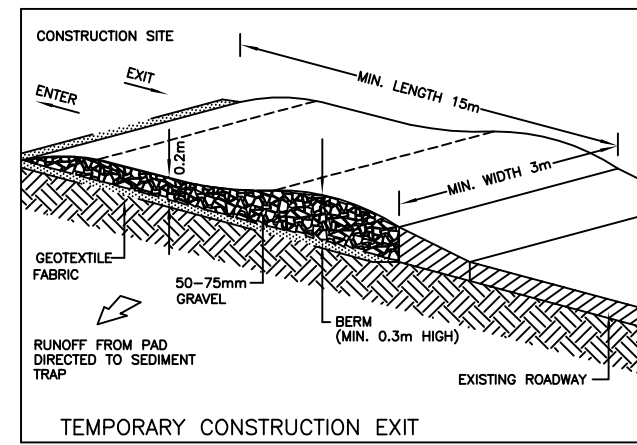 CONSTRUCTION SITE
EXIT
ENTER
MIN. LENGTH 15m
0.2m
MIN. WIDTH 3m
GEOTEXTILE
FABRIC
50-75mm
GRAVEL
BERM
(MIN. 0.3m HIGH)
RUNOFF FROM PAD
DIRECTED TO SEDIMENT
TRAP
EXISTING ROADWAY
TEMPORARY CONSTRUCTION EXIT